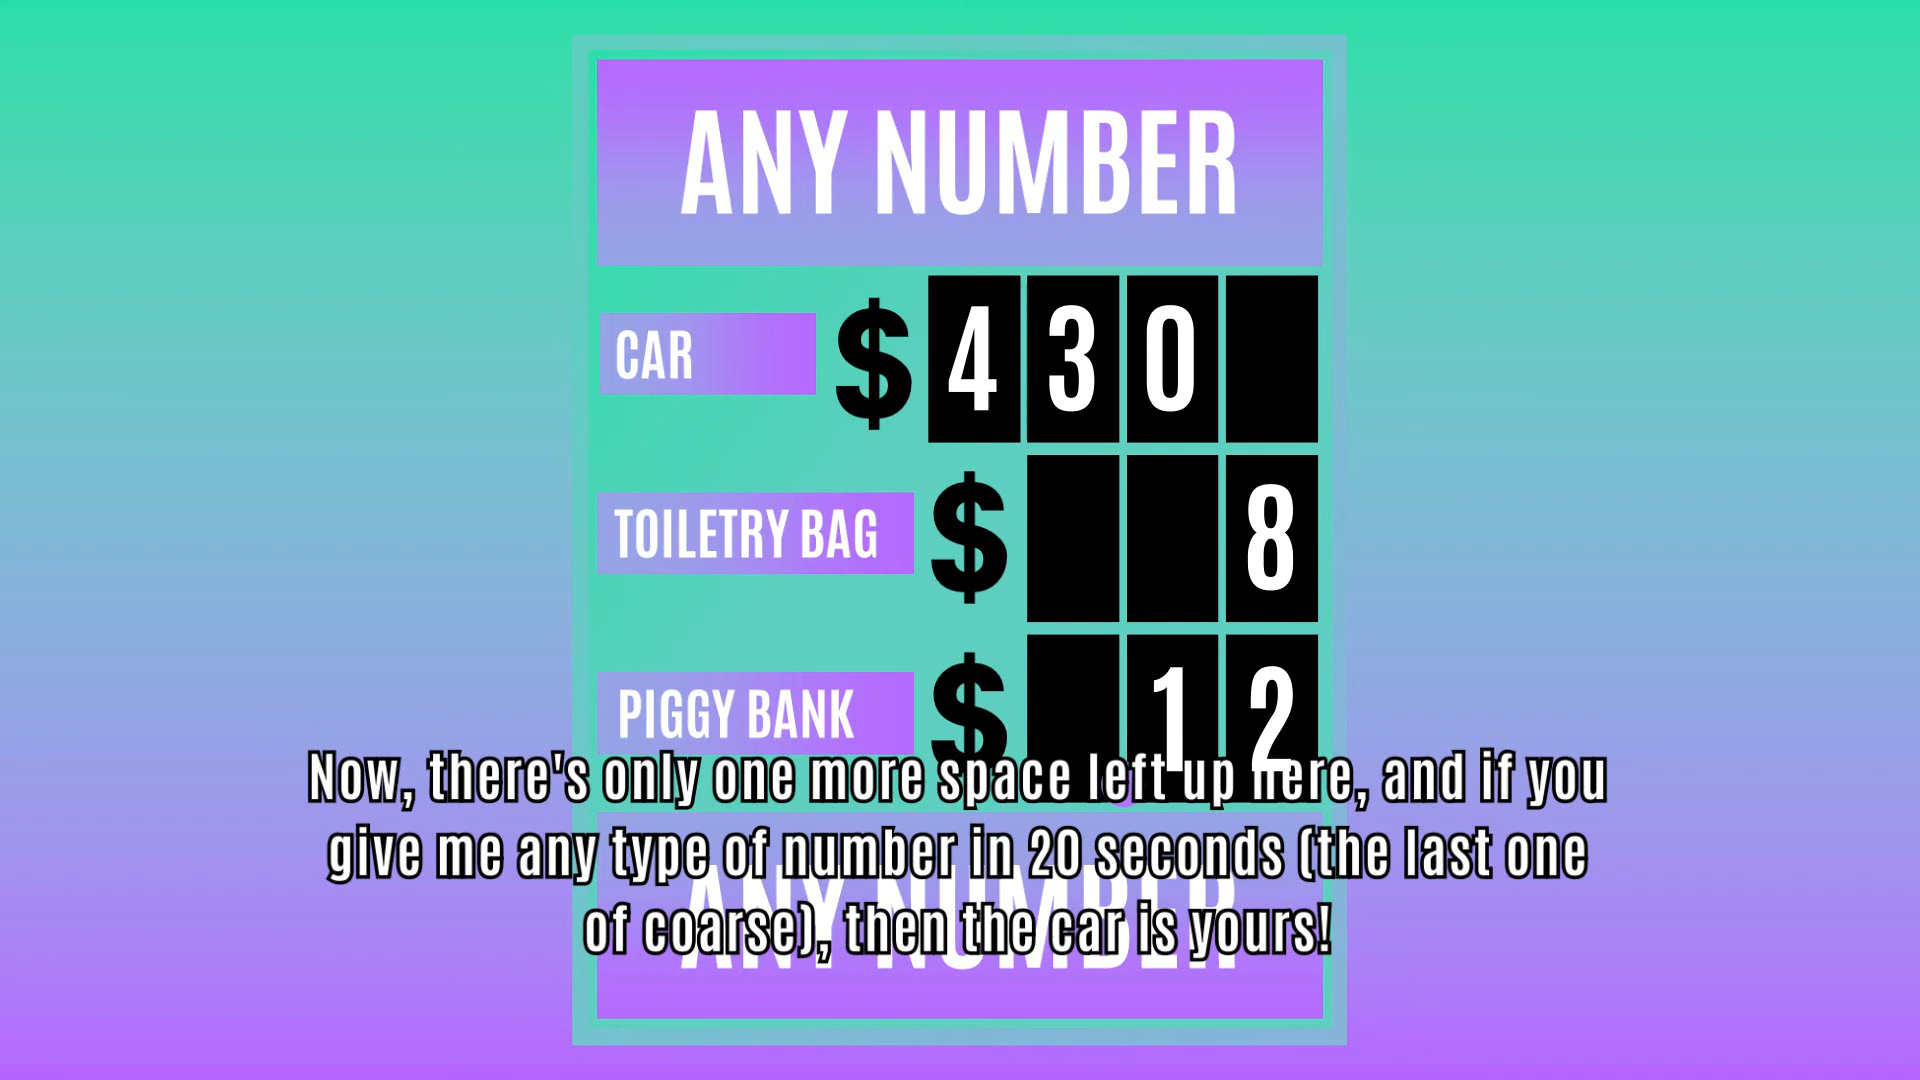 ANY NUMBER
CAR $ 4 3 0
TOILETRY BAG $ 8
PIGGY BANK $ 1 2
Now, there's only one more space left up here, and if you
give me any type of number in 20 seconds (the last one
of coarse), then the car is yours!
ANY NUMBER